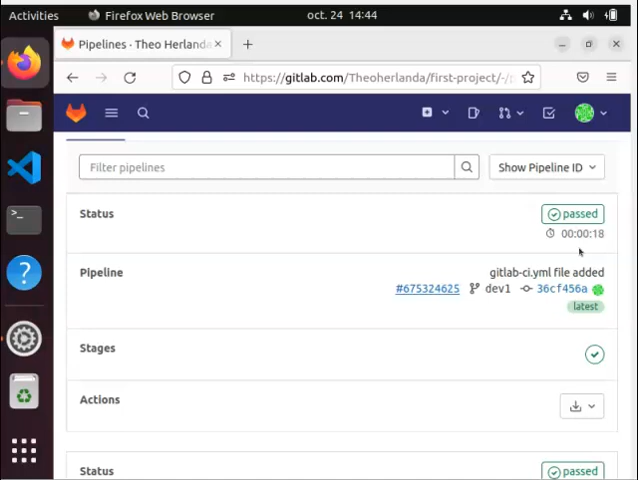 Activities
Firefox Web Browser
oct. 24 14:44
Pipelines · Theo Herlanda
https://gitlab.com/Theoherlanda/first-project/-/
Filter pipelines
Show Pipeline ID
Status
passed
00:00:18
Pipeline
gitlab-ci.yml file added
#675324625
dev1
36cf456a
latest
Stages
Actions
Status
passed